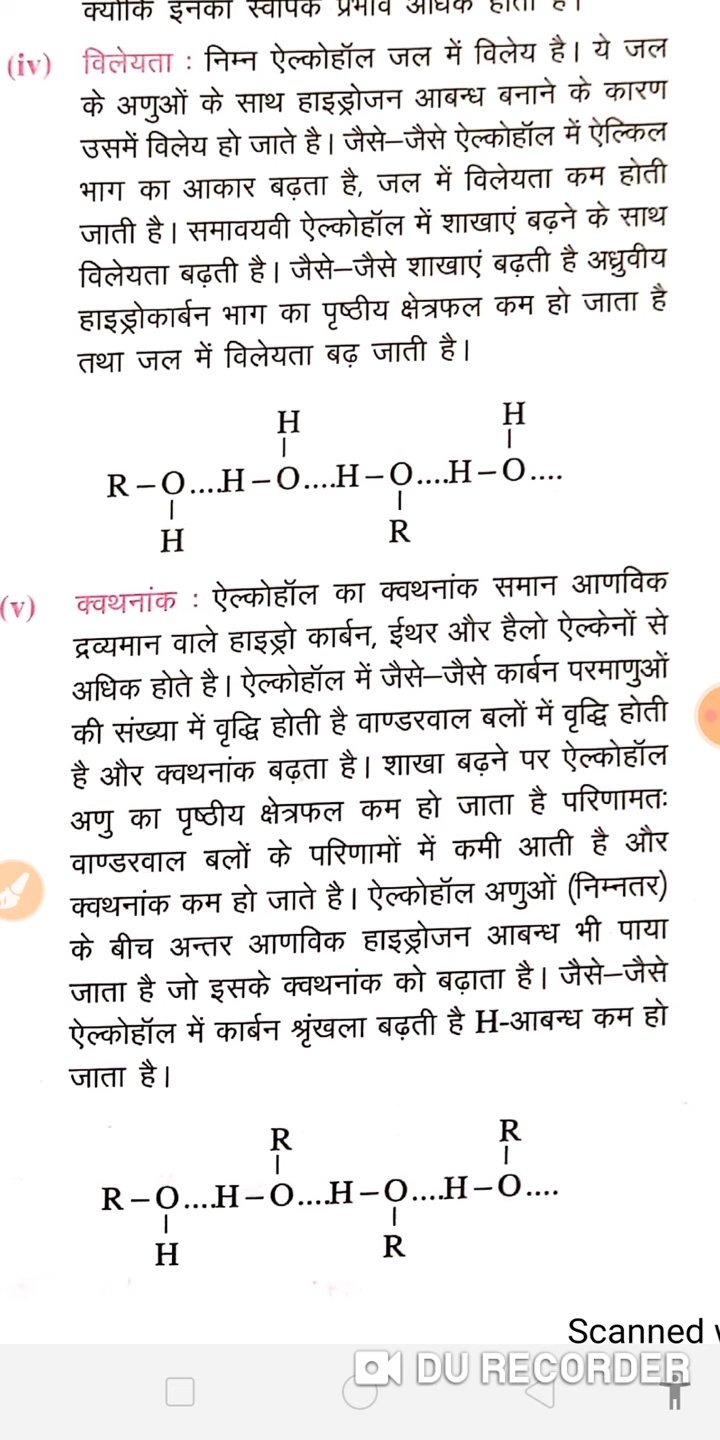 क्योंकि इनका स्वापक प्रभाव अधिक होता है।
(iv) विलेयता : निम्न ऐल्कोहॉल जल में विलेय है। ये जल
के अणुओं के साथ हाइड्रोजन आबन्ध बनाने के कारण
उसमें विलेय हो जाते है। जैसे–जैसे ऐल्कोहॉल में ऐल्किल
भाग का आकार बढ़ता है, जल में विलेयता कम होती
जाती है। समावयवी ऐल्कोहॉल में शाखाएं बढ़ने के साथ
विलेयता बढ़ती है। जैसे–जैसे शाखाएं बढ़ती है अध्रुवीय
हाइड्रोकार्बन भाग का पृष्ठीय क्षेत्रफल कम हो जाता है
तथा जल में विलेयता बढ़ जाती है।
H H
R–O....H–O....H–O....H–O....
H R
(v) क्वथनांक : ऐल्कोहॉल का क्वथनांक समान आणविक
द्रव्यमान वाले हाइड्रो कार्बन, ईथर और हैलो ऐल्केनों से
अधिक होते है। ऐल्कोहॉल में जैसे–जैसे कार्बन परमाणुओं
की संख्या में वृद्धि होती है वाण्डरवाल बलों में वृद्धि होती
है और क्वथनांक बढ़ता है। शाखा बढ़ने पर ऐल्कोहॉल
अणु का पृष्ठीय क्षेत्रफल कम हो जाता है परिणामतः
वाण्डरवाल बलों के परिणामों में कमी आती है और
क्वथनांक कम हो जाते है। ऐल्कोहॉल अणुओं (निम्नतर)
के बीच अन्तर आणविक हाइड्रोजन आबन्ध भी पाया
जाता है जो इसके क्वथनांक को बढ़ाता है। जैसे–जैसे
ऐल्कोहॉल में कार्बन श्रृंखला बढ़ती है H-आबन्ध कम हो
जाता है।
R R
R–O....H–O....H–O....H–O....
H R
Scanned
DU RECORDER